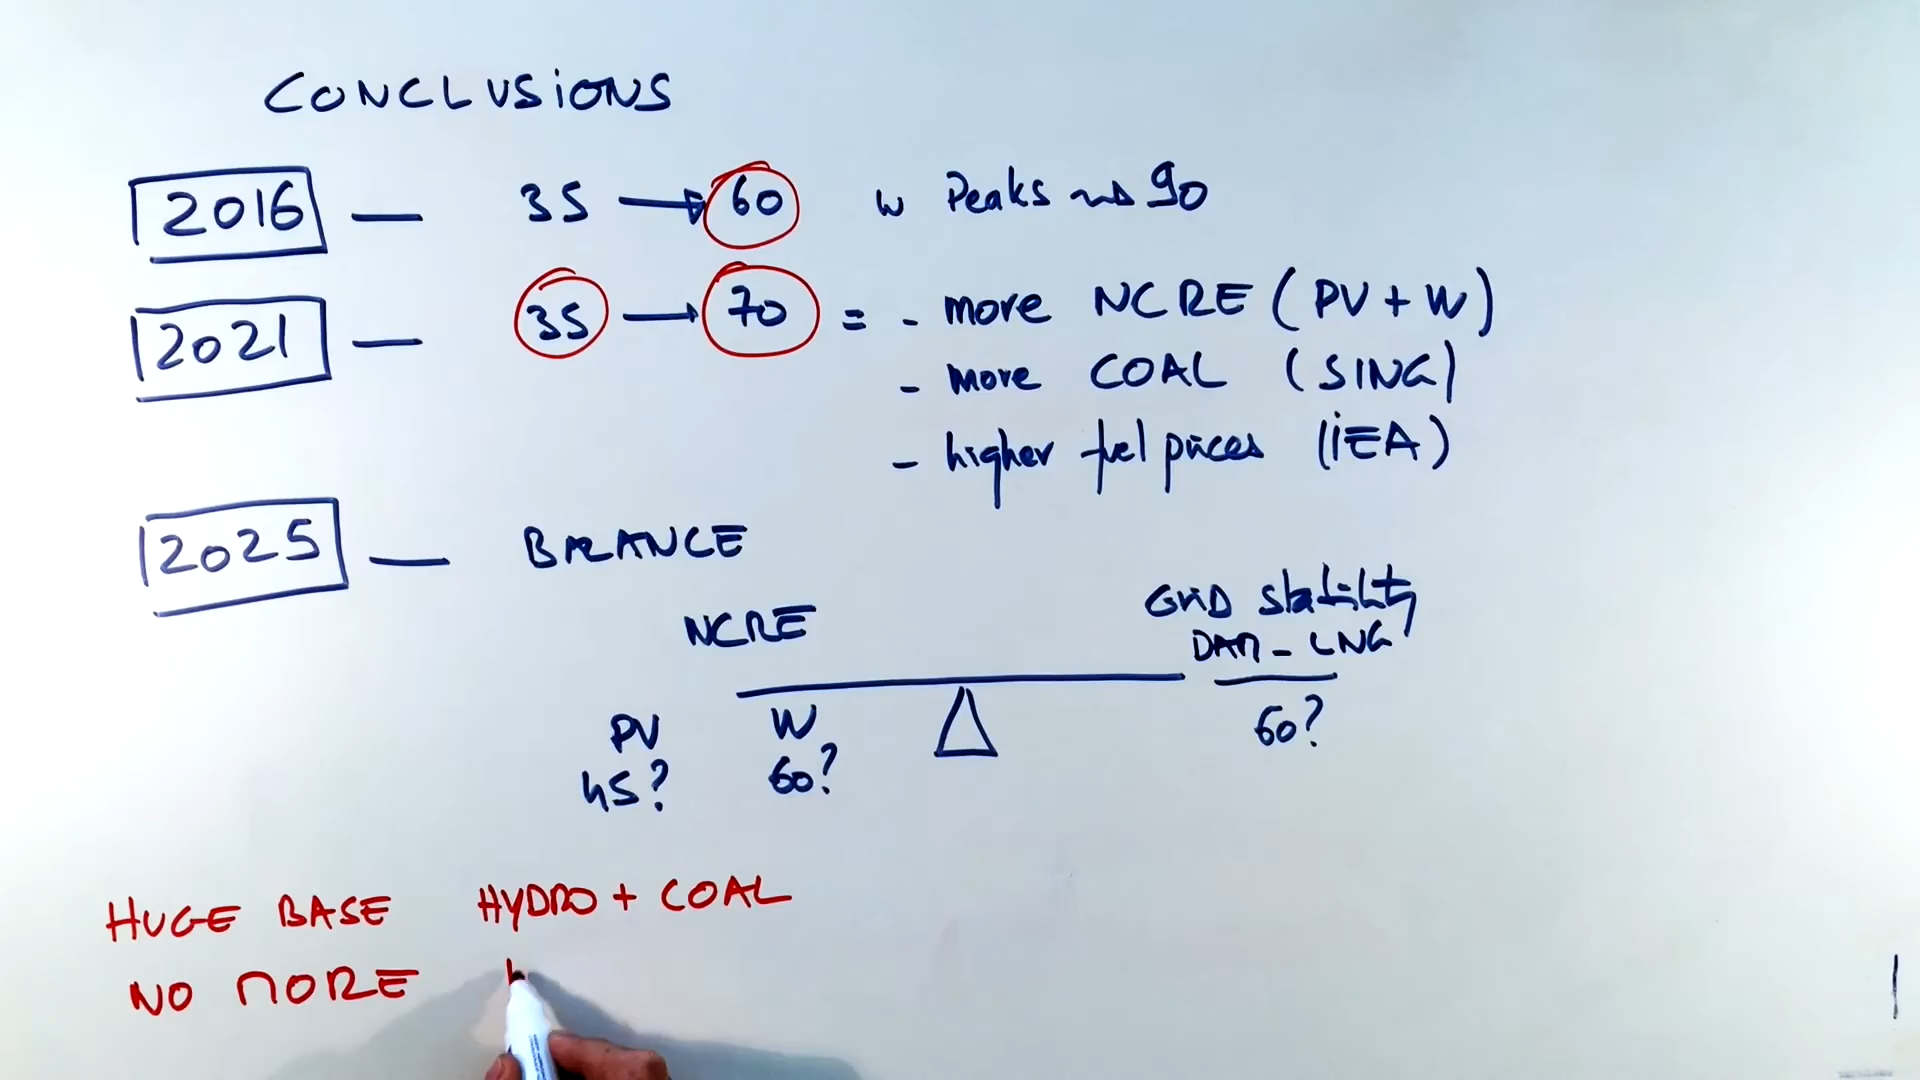 CONCLUSIONS
2016 — 35 → 60 w Peaks → 90
2021 — 35 → 70 = - more NCRE (PV + W)
- more COAL (SING)
- higher fuel prices (IEA)
2025 — BALANCE
NCRE
Grid stability
DAM - LNG
PV W 60?
45? 60?
HUGE BASE HYDRO + COAL
NO MORE